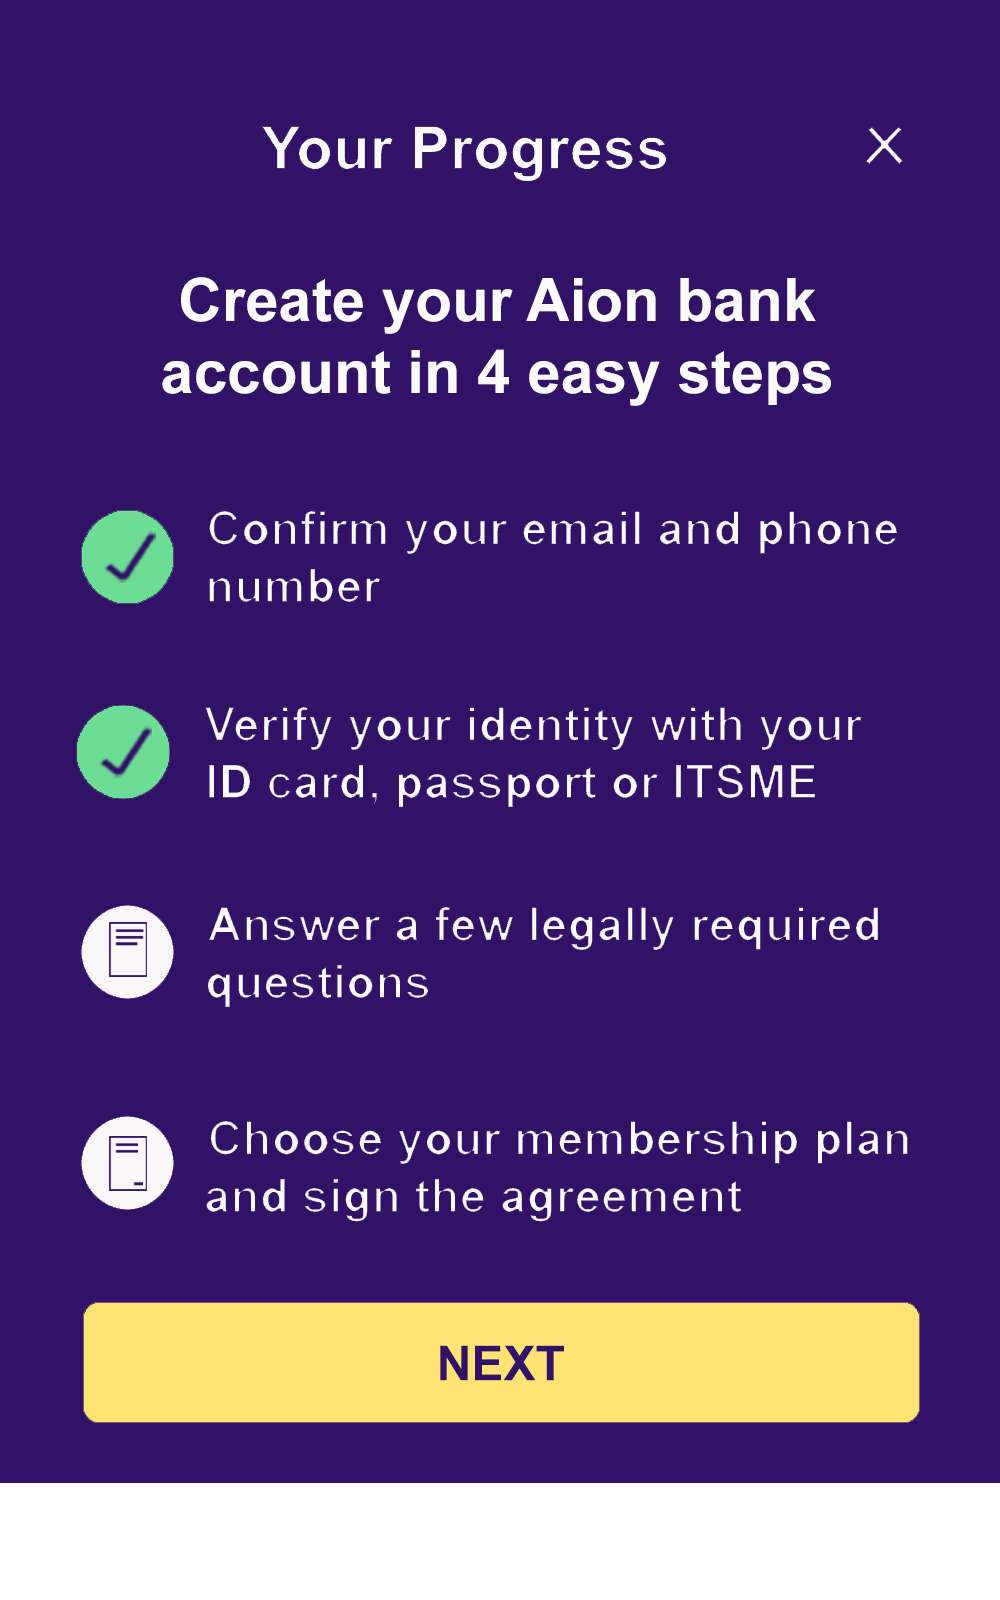 Your Progress
Create your Aion bank
account in 4 easy steps
Confirm your email and phone
number
Verify your identity with your
ID card, passport or ITSME
Answer a few legally required
questions
Choose your membership plan
and sign the agreement
NEXT